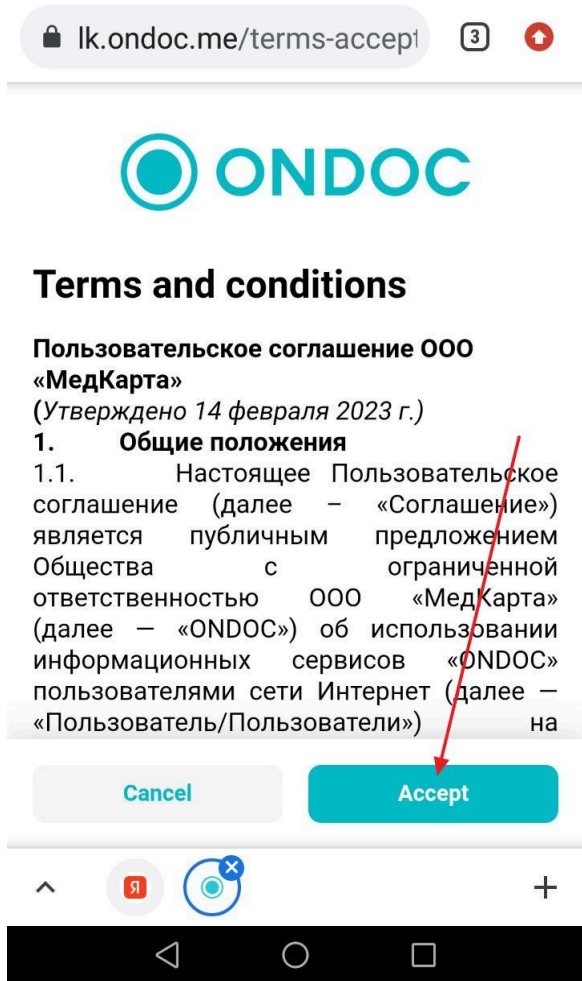 lk.ondoc.me/terms-accept
3
ONDOC
Terms and conditions
Пользовательское соглашение ООО
«МедКарта»
(Утверждено 14 февраля 2023 г.)
1. Общие положения
1.1. Настоящее Пользовательское
соглашение (далее – «Соглашение»)
является публичным предложением
Общества с ограниченной
ответственностью ООО «МедКарта»
(далее — «ONDOC») об использовании
информационных сервисов «ONDOC»
пользователями сети Интернет (далее —
«Пользователь/Пользователи») на
Cancel
Accept
Я